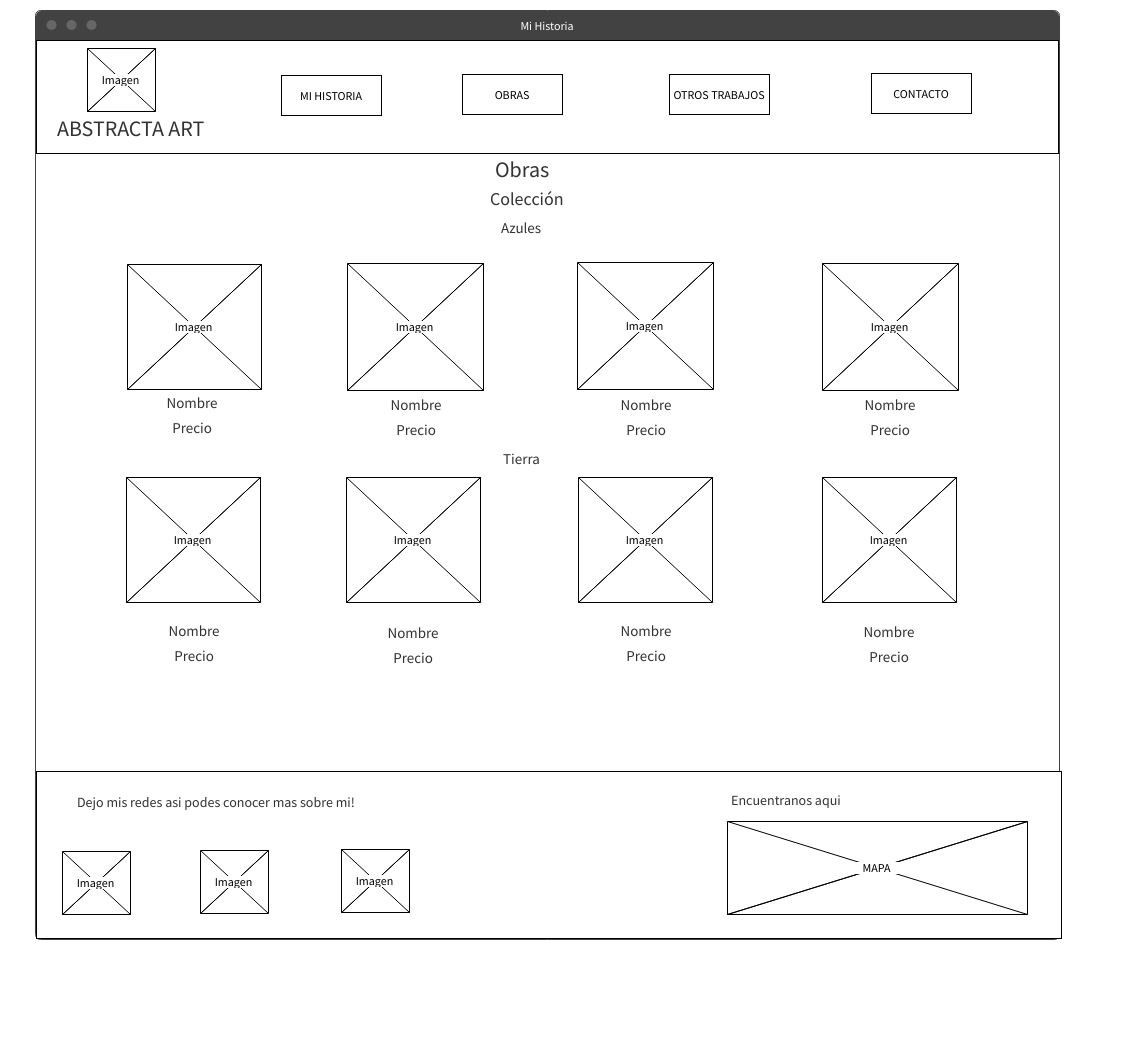 Mi Historia
Imagen
ABSTRACTA ART
MI HISTORIA
OBRAS
OTROS TRABAJOS
CONTACTO
Obras
Colección
Azules
Imagen
Imagen
Imagen
Imagen
Nombre
Nombre
Nombre
Nombre
Precio
Precio
Precio
Precio
Tierra
Imagen
Imagen
Imagen
Imagen
Nombre
Nombre
Nombre
Nombre
Precio
Precio
Precio
Precio
Dejo mis redes asi podes conocer mas sobre mi!
Imagen
Imagen
Imagen
Encuentranos aqui
MAPA